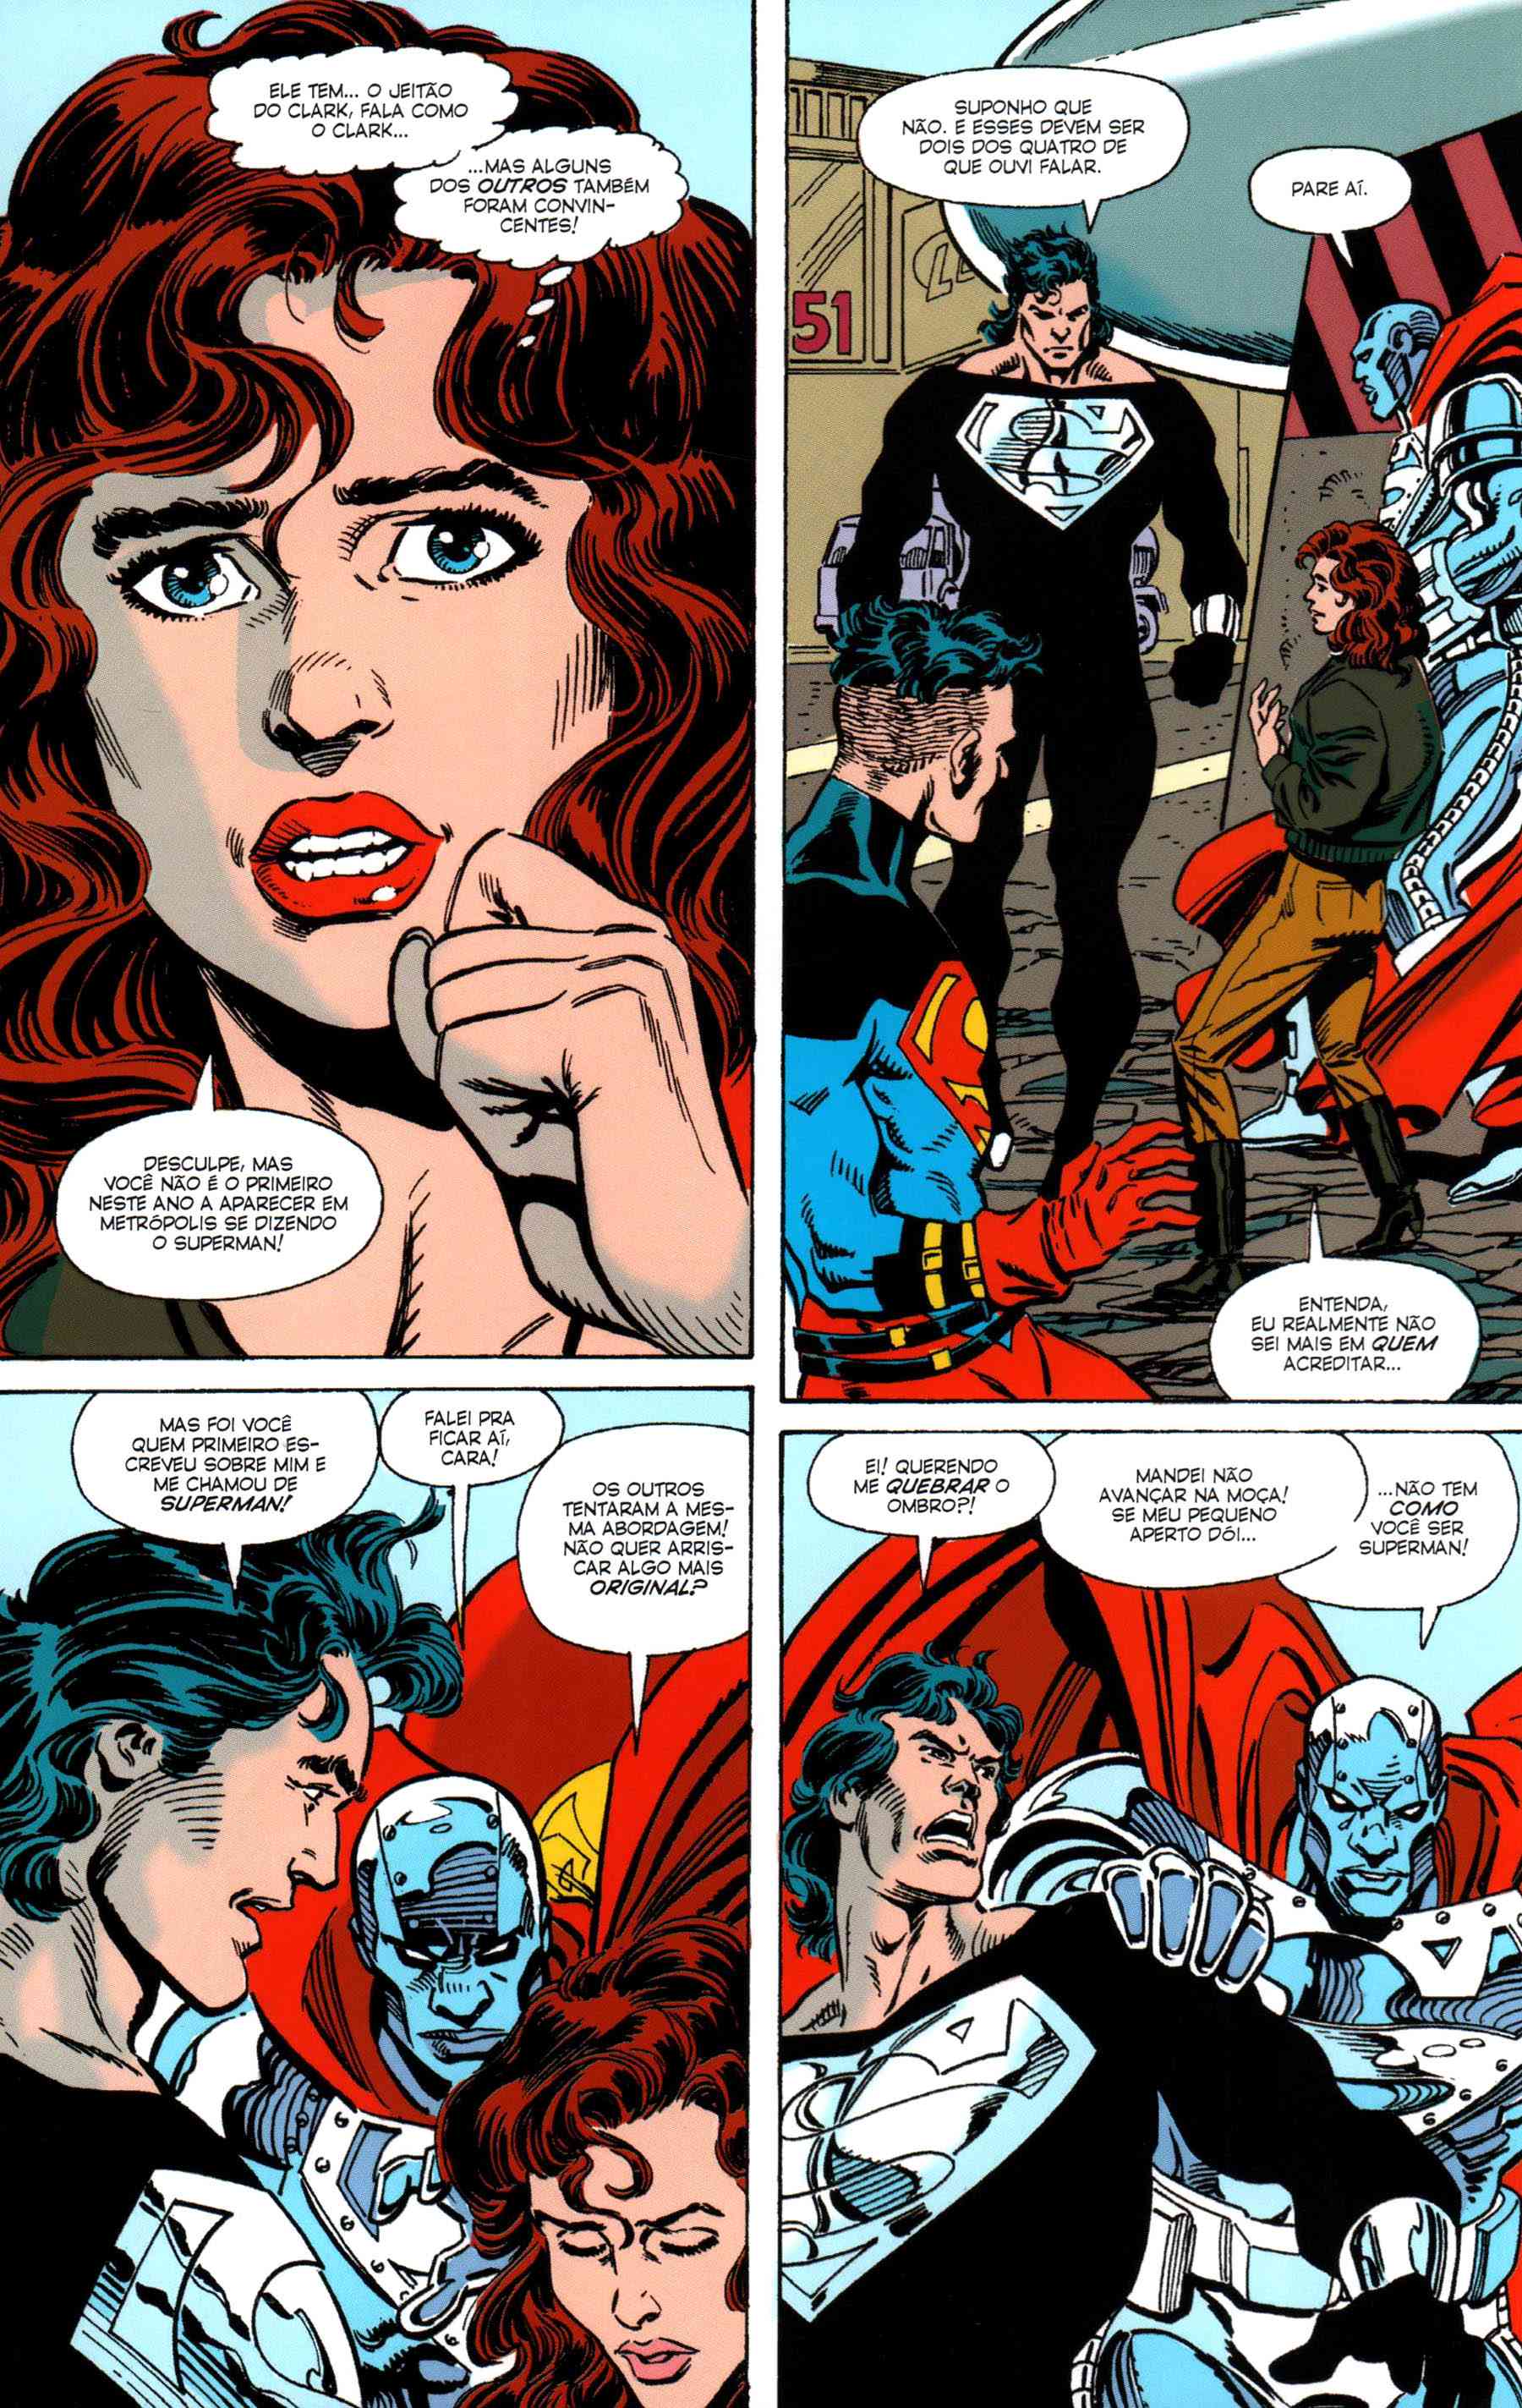 ELE TEM... O JEITÃO
DO CLARK, FALA COMO
O CLARK...
...MAS ALGUNS
DOS OUTROS TAMBÉM
FORAM CONVIN-
CENTES!
DESCULPE, MAS
VOCÊ NÃO É O PRIMEIRO
NESTE ANO A APARECER EM
METRÓPOLIS SE DIZENDO
O SUPERMAN!
SUPONHO QUE
NÃO. E ESSES DEVEM SER
DOIS DOS QUATRO DE
QUE OUVI FALAR.
PARE AÍ.
51
ENTENDA,
EU REALMENTE NÃO
SEI MAIS EM QUEM
ACREDITAR...
MAS FOI VOCÊ
QUEM PRIMEIRO ES-
CREVEU SOBRE MIM E
ME CHAMOU DE
SUPERMAN!
FALEI PRA
FICAR AÍ,
CARA!
OS OUTROS
TENTARAM A MES-
MA ABORDAGEM!
NÃO QUER ARRIS-
CAR ALGO MAIS
ORIGINAL?
EI! QUERENDO
ME QUEBRAR O
OMBRO?!
MANDEI NÃO
AVANÇAR NA MOÇA!
SE MEU PEQUENO
APERTO DÓI...
...NÃO TEM
COMO
VOCÊ SER
SUPERMAN!